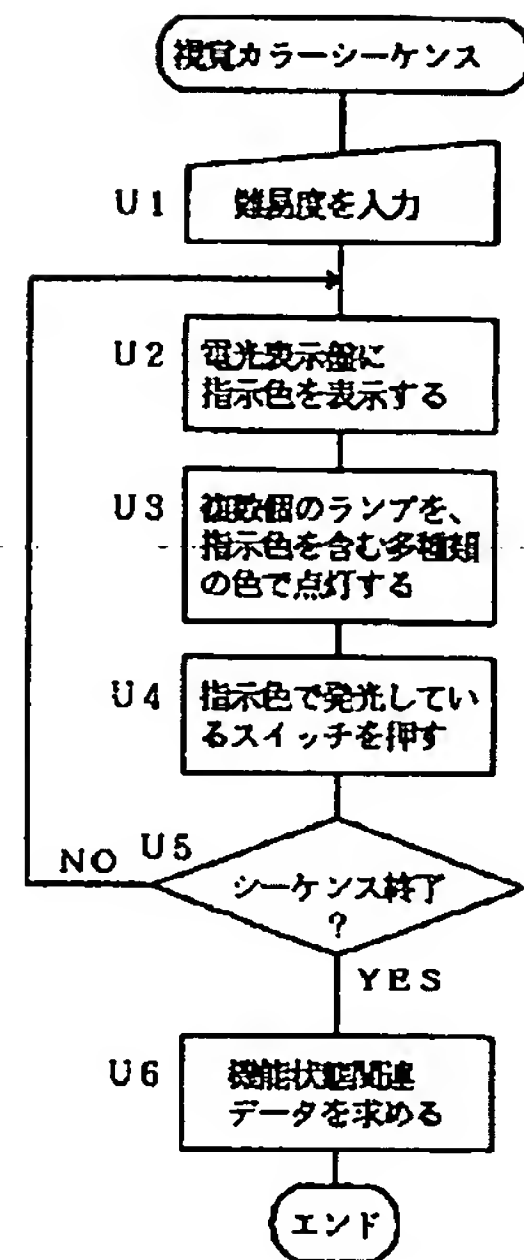 視覚カラーシーケンス
U1
難易度を入力
U2
電光表示盤に
指示色を表示する
U3
複数個のランプを、
指示色を含む多種類
の色で点灯する
U4
指示色で発光してい
るスイッチを押す
U5
NO
シーケンス終了
?
YES
U6
機能状態関連
データを求める
エンド